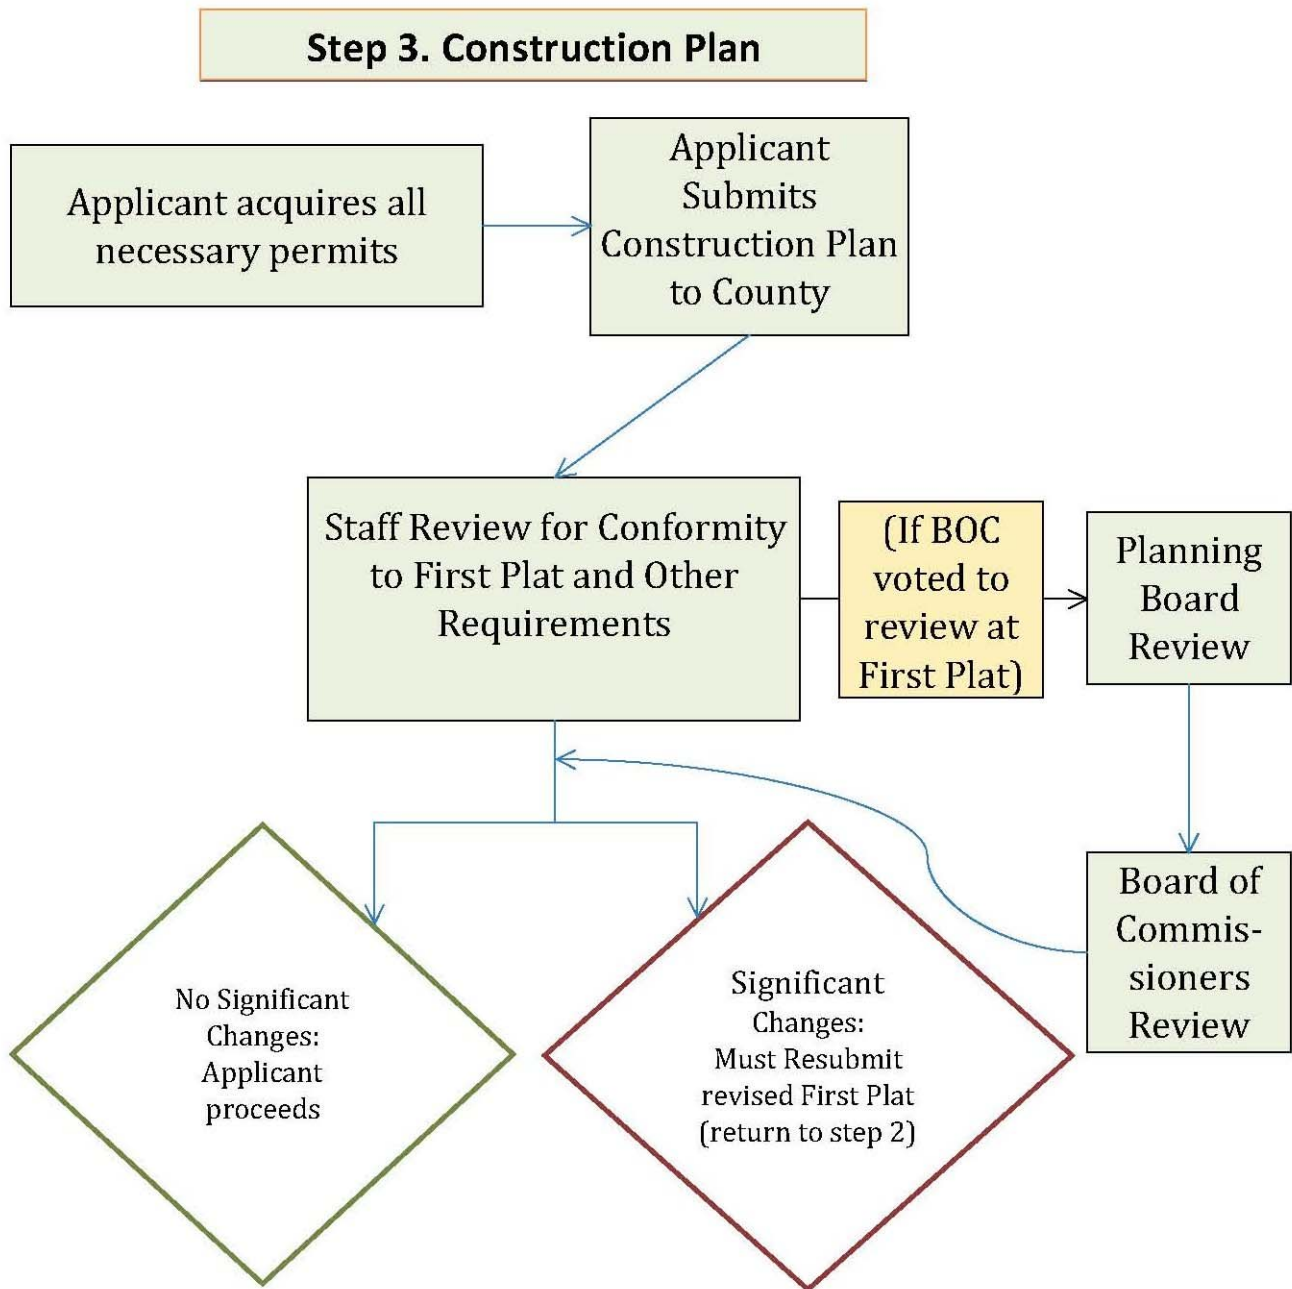 Step 3. Construction Plan
Applicant acquires all
necessary permits
Applicant
Submits
Construction Plan
to County
Staff Review for Conformity
to First Plat and Other
Requirements
(If BOC
voted to
review at
First Plat)
Planning
Board
Review
Board of
Commis-
sioners
Review
No Significant
Changes:
Applicant
proceeds
Significant
Changes:
Must Resubmit
revised First Plat
(return to step 2)